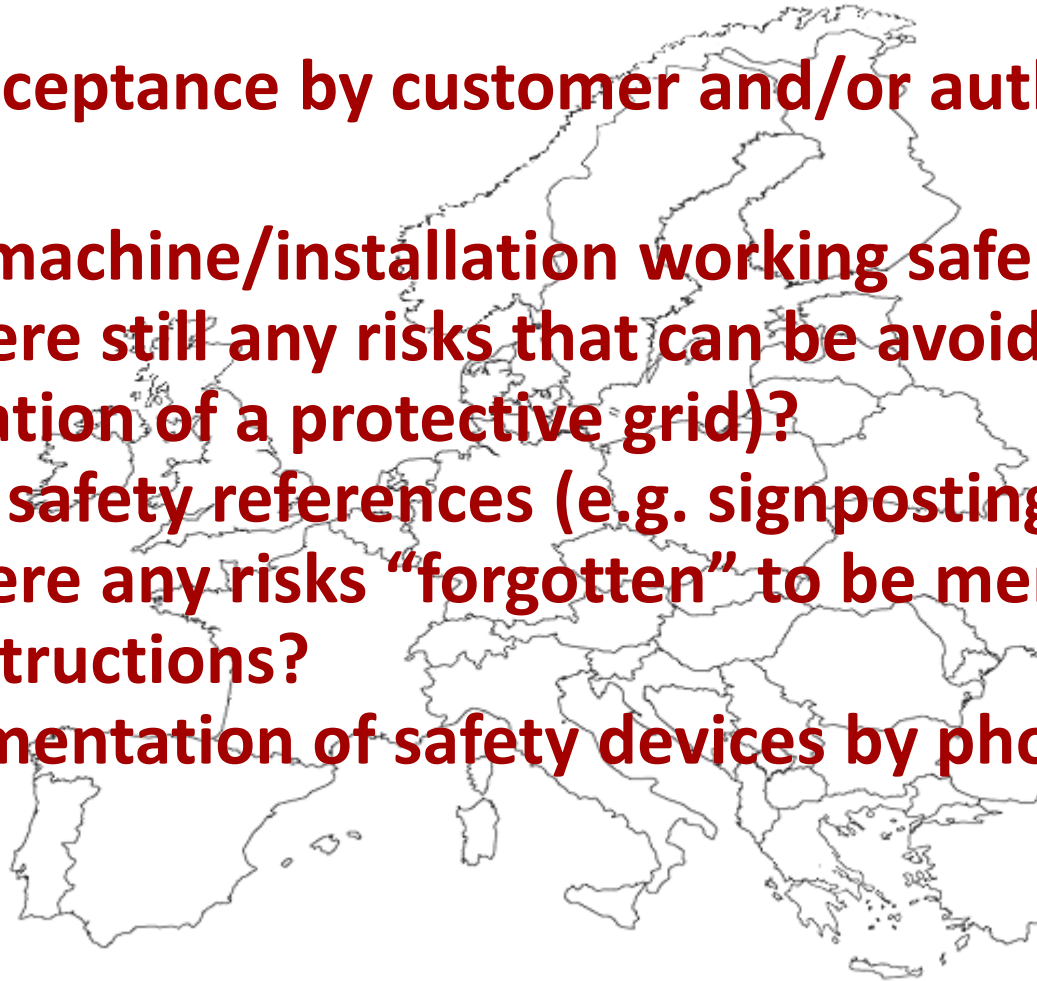 ceptance by customer and/or auth
machine/installation working safe
ere still any risks that can be avoid
ation of a protective grid)?
safety references (e.g. signposting
ere any risks “forgotten” to be mer
tructions?
mentation of safety devices by pho